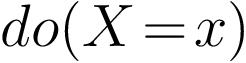 do(X = x)